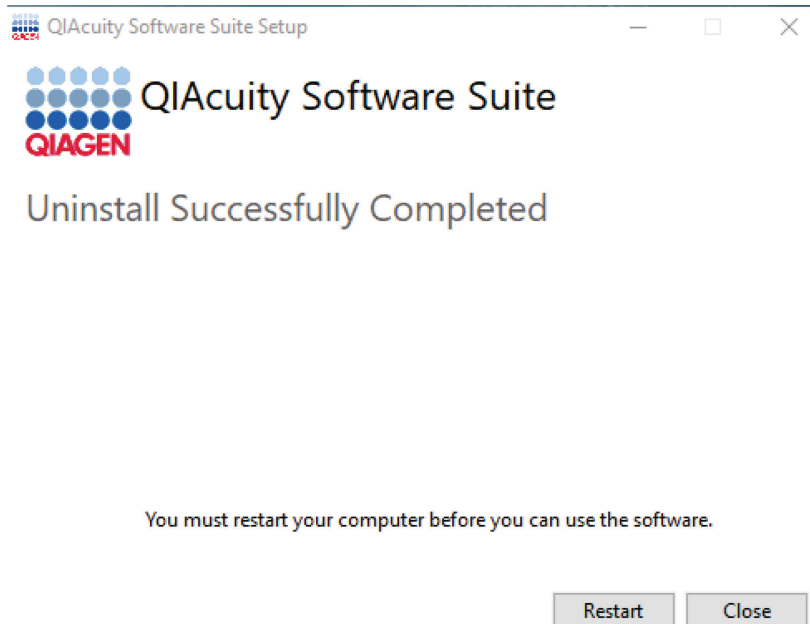 QIAcuity Software Suite Setup
QIAcuity Software Suite
QIAGEN
Uninstall Successfully Completed
You must restart your computer before you can use the software.
Restart Close